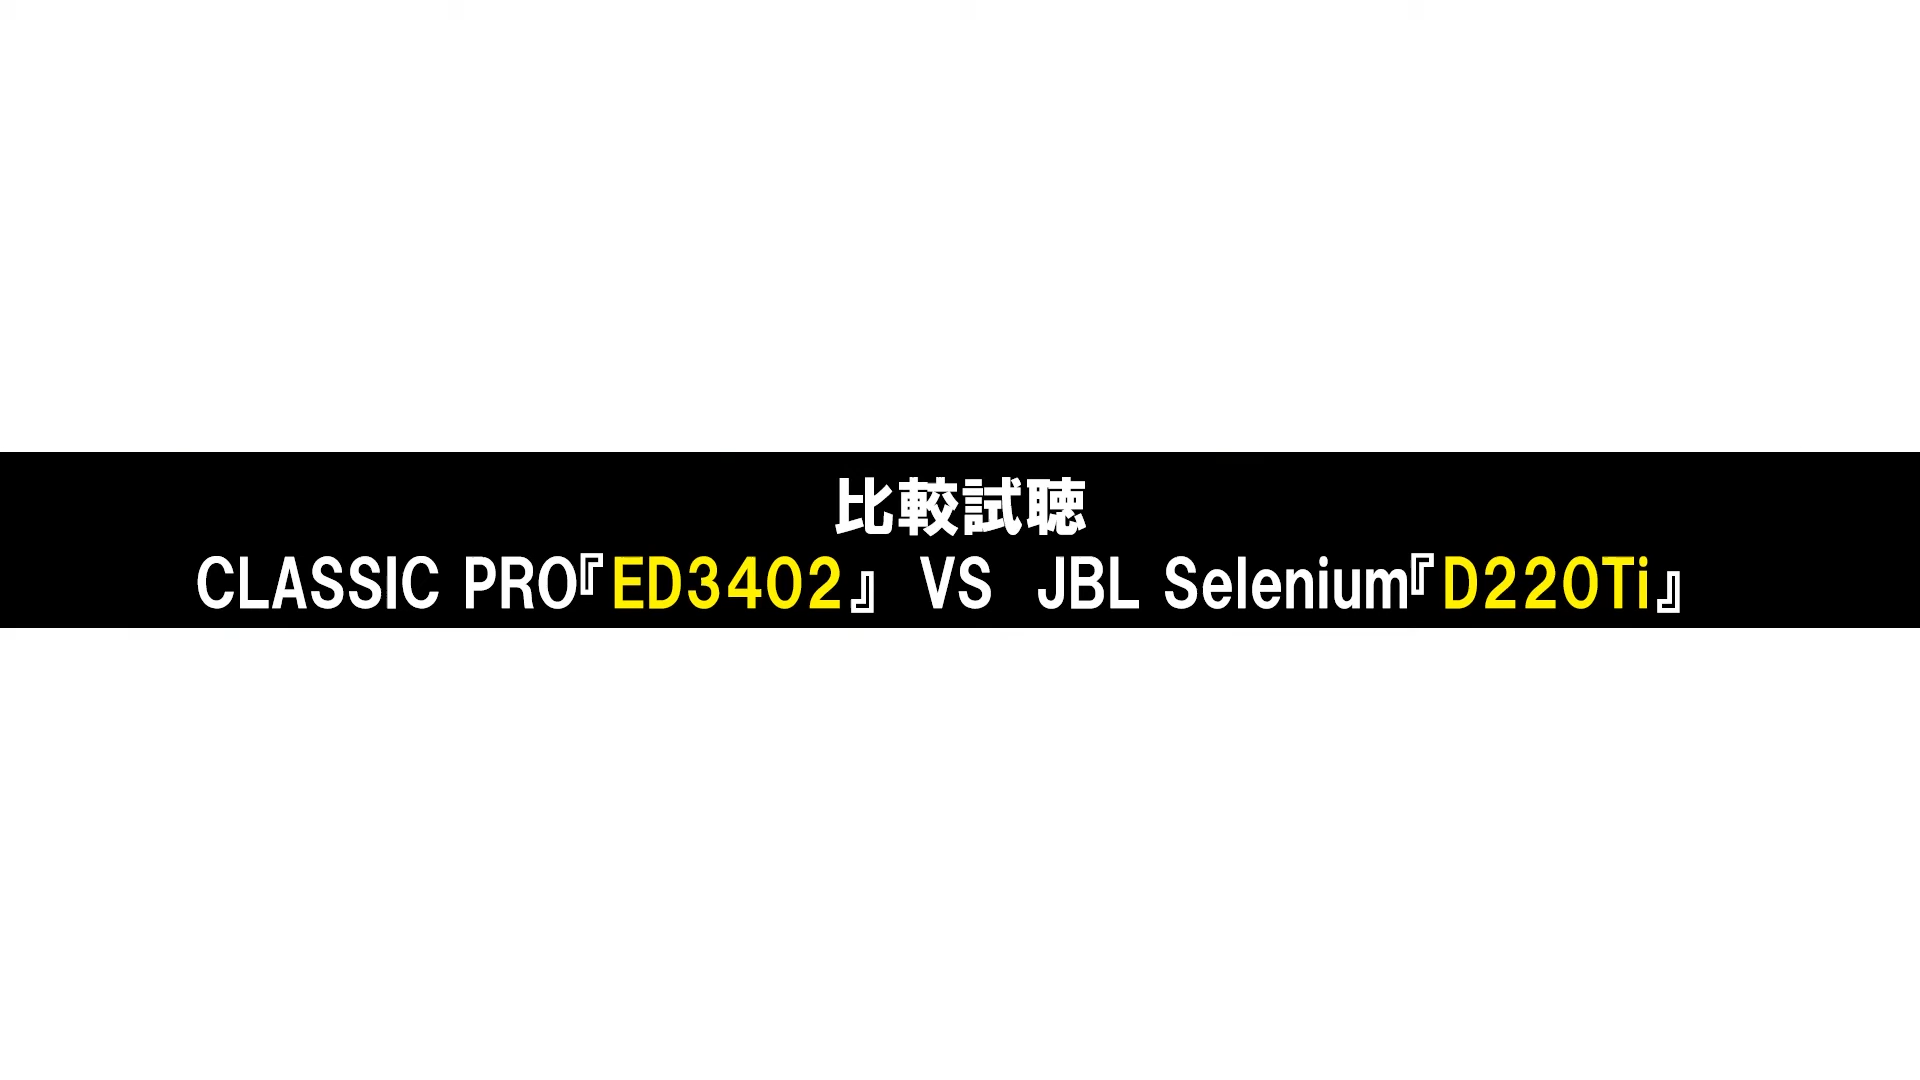 比較試聴
CLASSIC PRO『ED3402』 VS JBL Selenium『D220Ti』